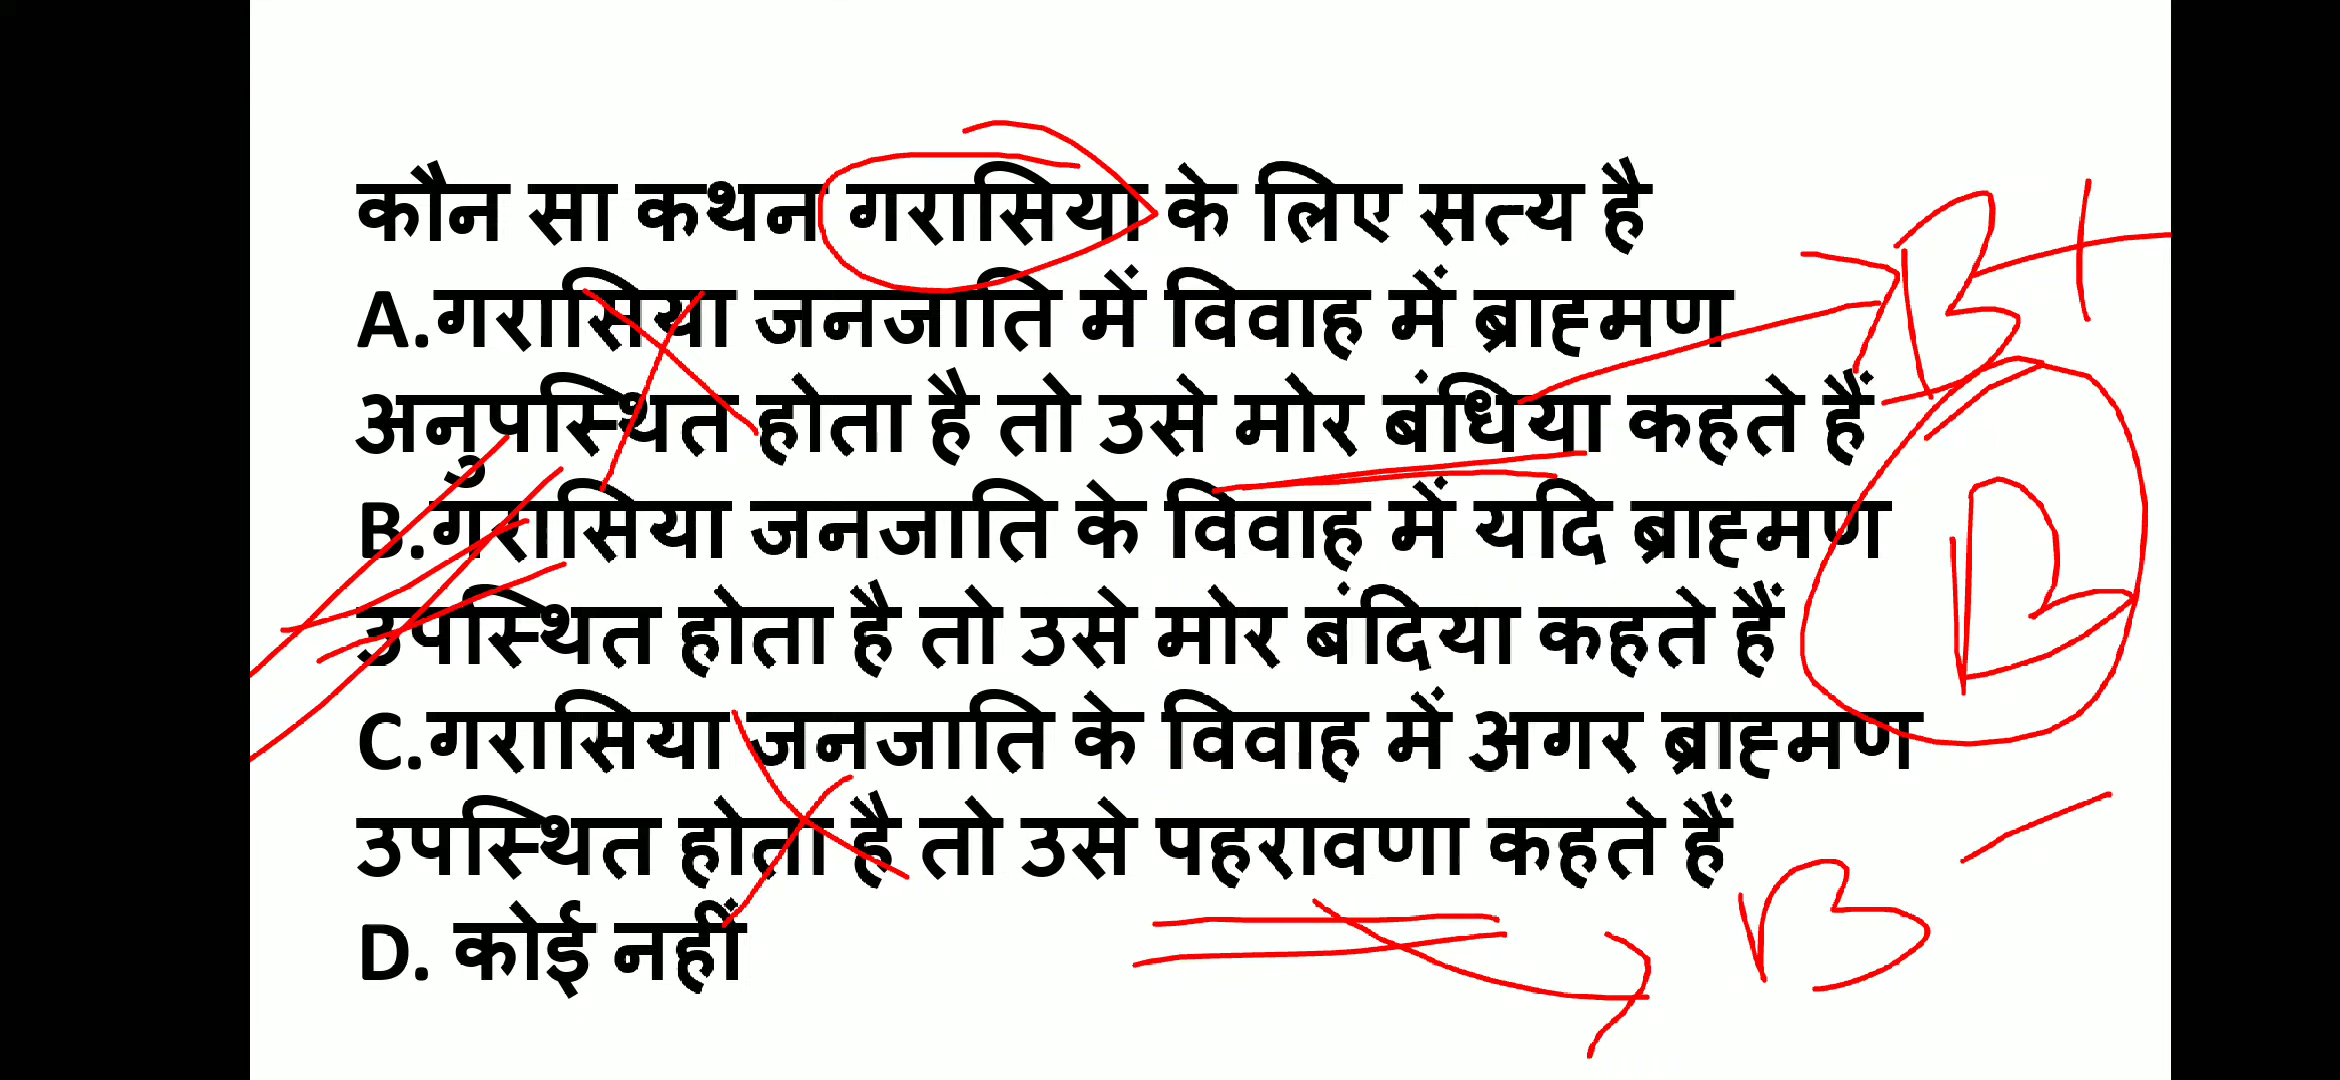 कौन सा कथन गरासिया के लिए सत्य है
A.गरासिया जनजाति में विवाह में ब्राह्मण
अनुपस्थित होता है तो उसे मोर बंधिया कहते हैं
B.गरासिया जनजाति के विवाह में यदि ब्राह्मण
उपस्थित होता है तो उसे मोर बंदिया कहते हैं
C.गरासिया जनजाति के विवाह में अगर ब्राह्मण
उपस्थित होता है तो उसे पहरावणा कहते हैं
D. कोई नहीं
B+
B
B-